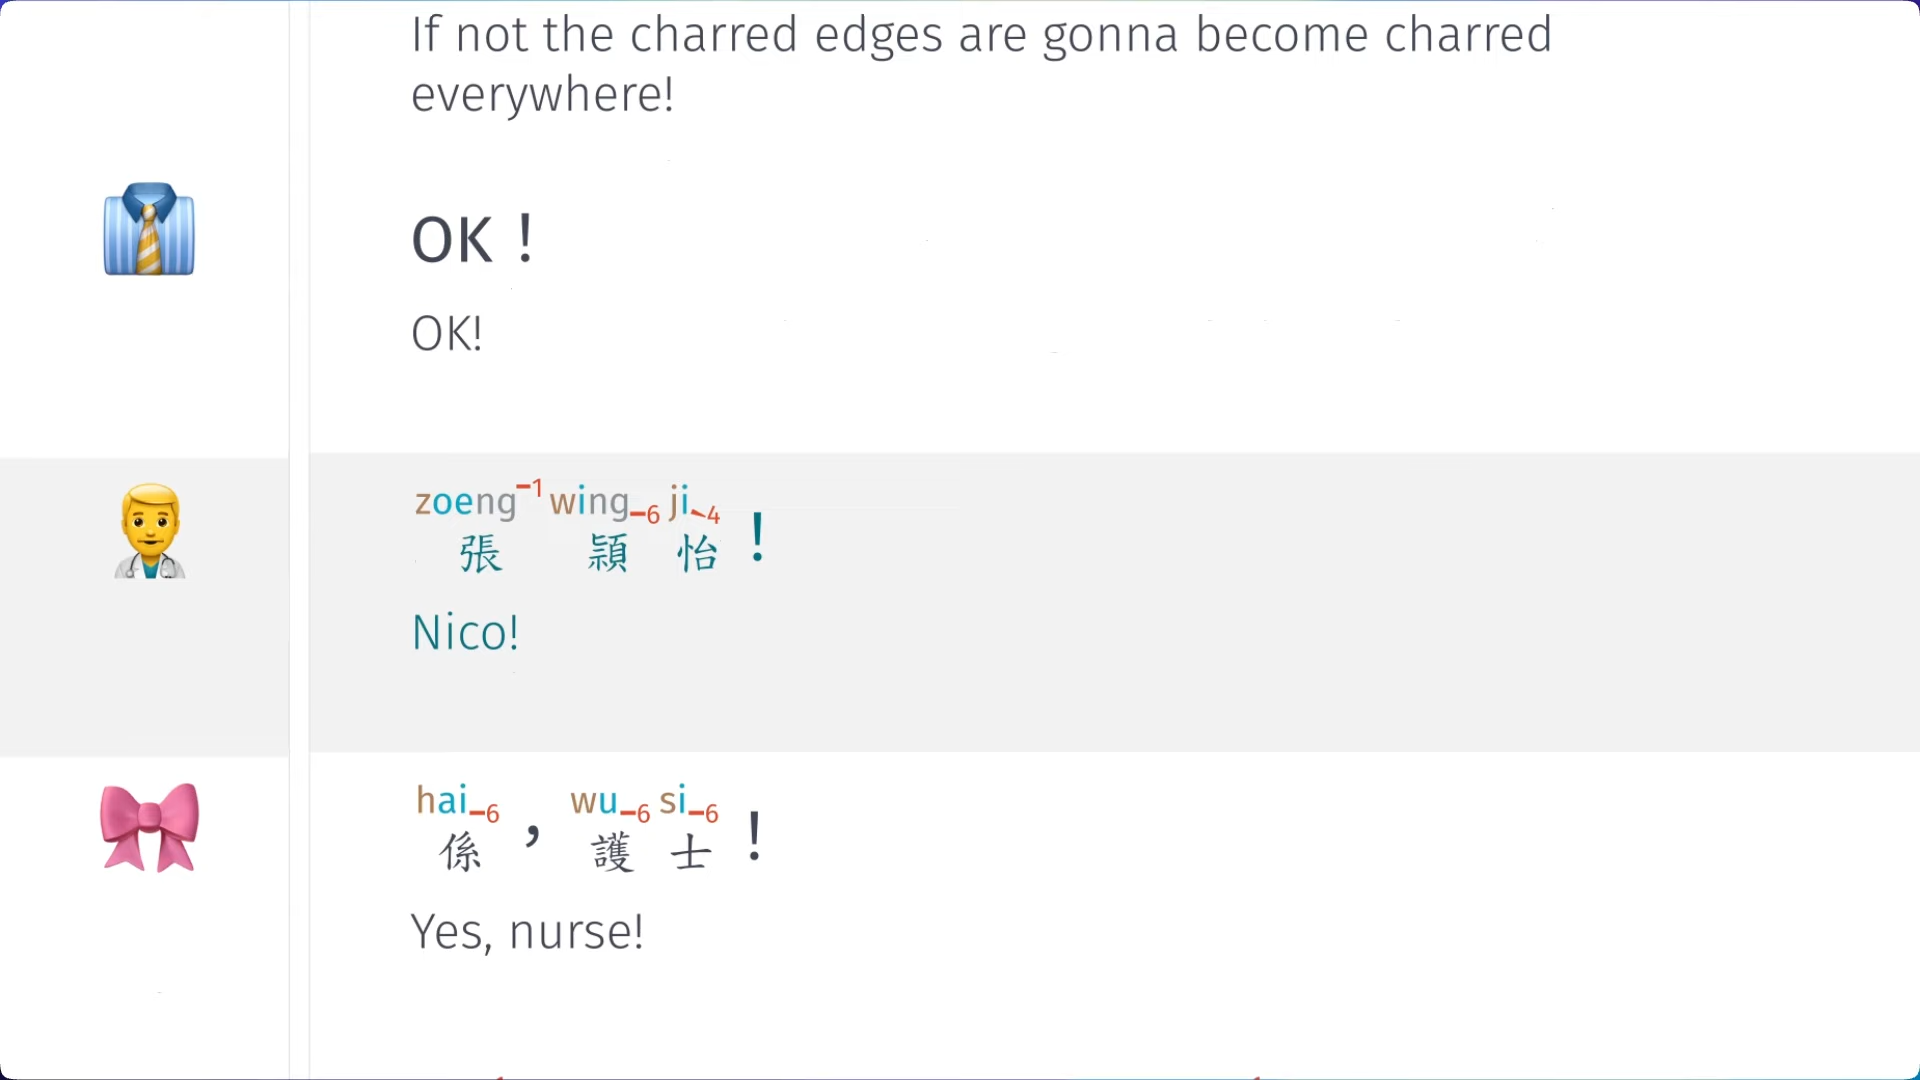 If not the charred edges are gonna become charred
everywhere!
OK！
OK!
zoeng1 wing6 ji4
張穎怡！
Nico!
hai6 wu6 si6
係，護士！
Yes, nurse!